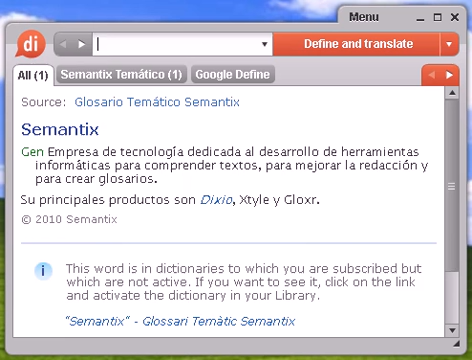 Menu
di
Define and translate
All (1)
Semantix Temático (1)
Google Define
Source: Glosario Temático Semantix
Semantix
Gen Empresa de tecnología dedicada al desarrollo de herramientas
informáticas para comprender textos, para mejorar la redacción y
para crear glosarios.
Su principales productos son Dixio, Xtyle y Gloxr.
© 2010 Semantix
This word is in dictionaries to which you are subscribed but
which are not active. If you want to see it, click on the link
and activate the dictionary in your Library.
"Semantix" - Glossari Temàtic Semantix